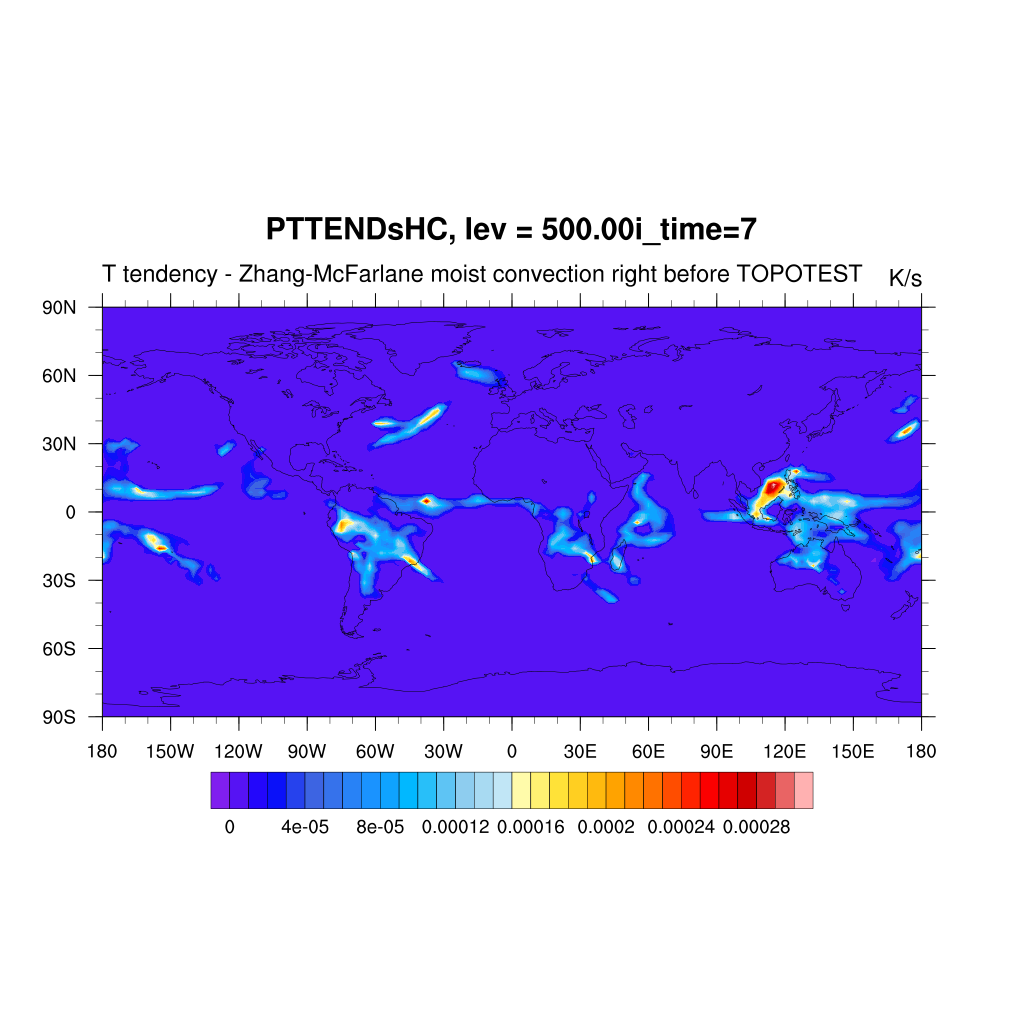 PTTENDsHC, lev = 500.00i_time=7
T tendency - Zhang-McFarlane moist convection right before TOPOTEST K/s
90N
60N
30N
0
30S
60S
90S
180 150W 120W 90W 60W 30W 0 30E 60E 90E 120E 150E 180
0 4e-05 8e-05 0.00012 0.00016 0.0002 0.00024 0.00028